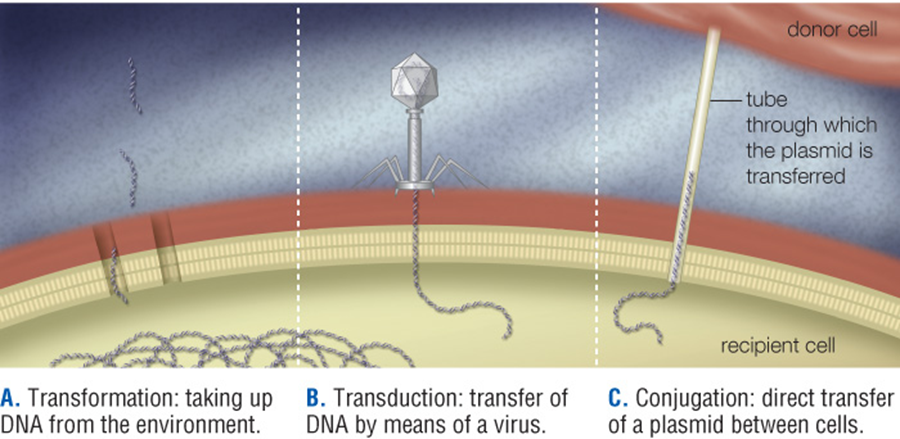 donor cell
tube
through which
the plasmid is
transferred
recipient cell
A. Transformation: taking up
DNA from the environment.
B. Transduction: transfer of
DNA by means of a virus.
C. Conjugation: direct transfer
of a plasmid between cells.